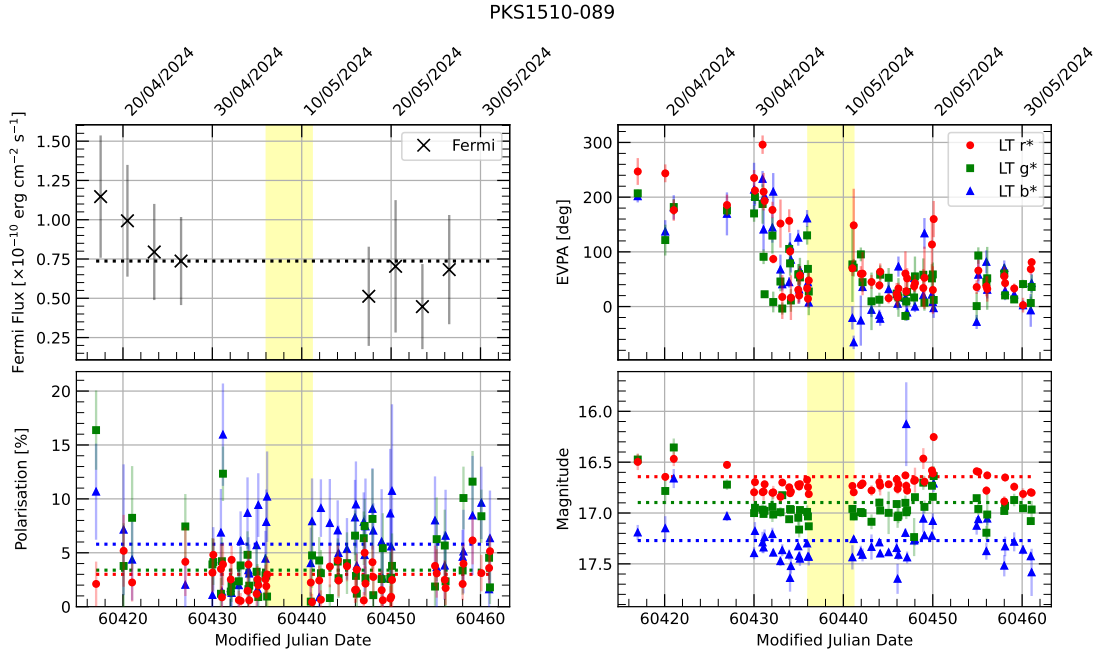 PKS1510-089
20/04/2024 30/04/2024 10/05/2024 20/05/2024 30/05/2024
20/04/2024 30/04/2024 10/05/2024 20/05/2024 30/05/2024
Fermi Flux [×10⁻¹⁰ erg cm⁻² s⁻¹]
1.50
1.25
1.00
0.75
0.50
0.25
Fermi
EVPA [deg]
300
200
100
0
LT r*
LT g*
LT b*
Polarisation [%]
20
15
10
5
0
60420 60430 60440 60450 60460
Modified Julian Date
Magnitude
16.0
16.5
17.0
17.5
60420 60430 60440 60450 60460
Modified Julian Date